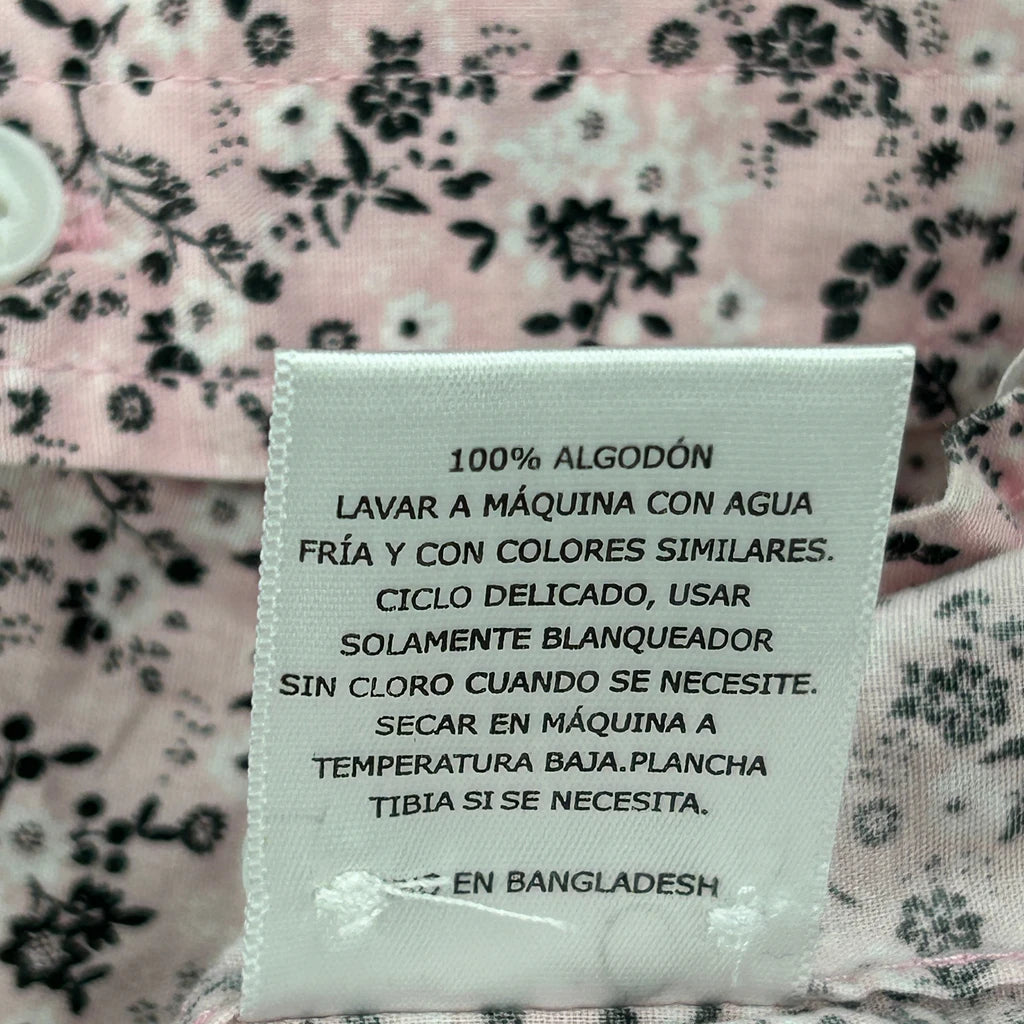 100% ALGODÓN
LAVAR A MÁQUINA CON AGUA
FRÍA Y CON COLORES SIMILARES.
CICLO DELICADO, USAR
SOLAMENTE BLANQUEADOR
SIN CLORO CUANDO SE NECESITE.
SECAR EN MÁQUINA A
TEMPERATURA BAJA.PLANCHA
TIBIA SI SE NECESITA.
EN BANGLADESH